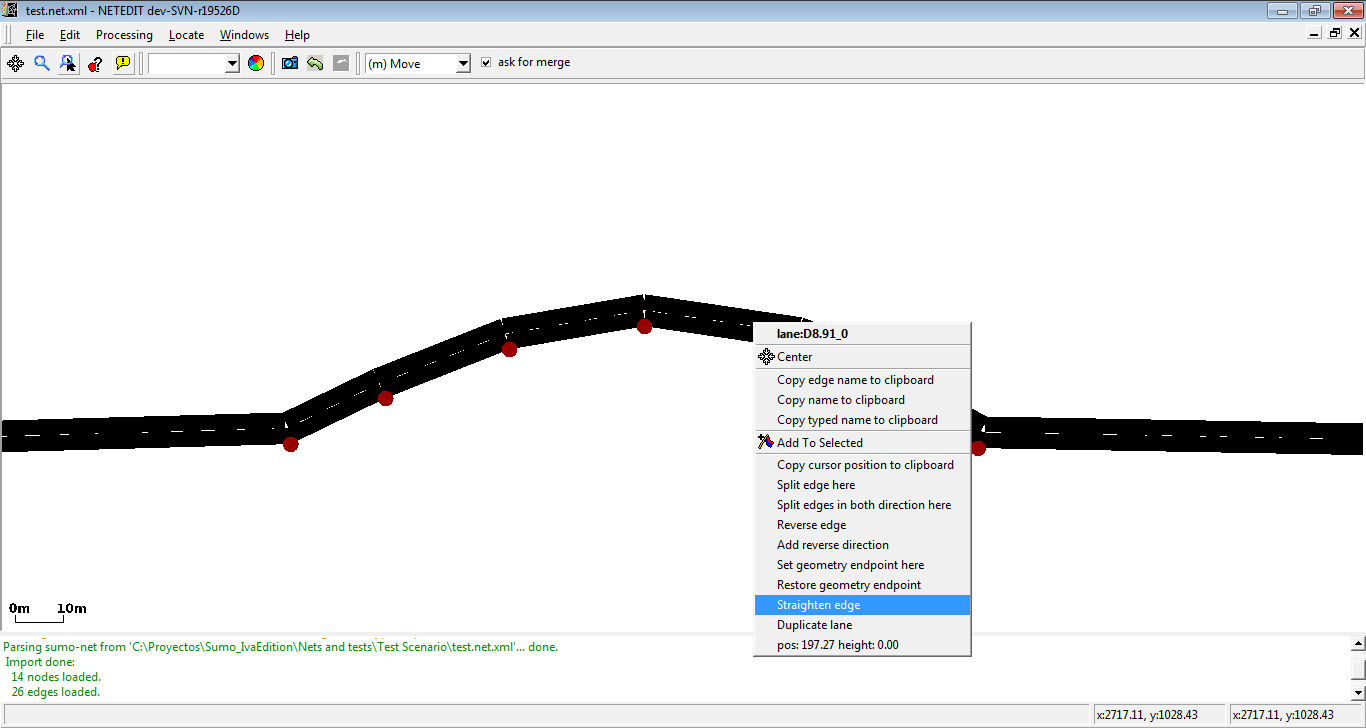 test.net.xml - NETEDIT dev-SVN-r19526D
File Edit Processing Locate Windows Help
(m) Move ask for merge
lane:D8.91_0
Center
Copy edge name to clipboard
Copy name to clipboard
Copy typed name to clipboard
Add To Selected
Copy cursor position to clipboard
Split edge here
Split edges in both direction here
Reverse edge
Add reverse direction
Set geometry endpoint here
Restore geometry endpoint
Straighten edge
Duplicate lane
pos: 197.27 height: 0.00
0m 10m
Parsing sumo-net from 'C:\Proyectos\Sumo_IvaEdition\Nets and tests\Test Scenario\test.net.xml'... done.
Import done:
14 nodes loaded.
26 edges loaded.
x:2717.11, y:1028.43 x:2717.11, y:1028.43